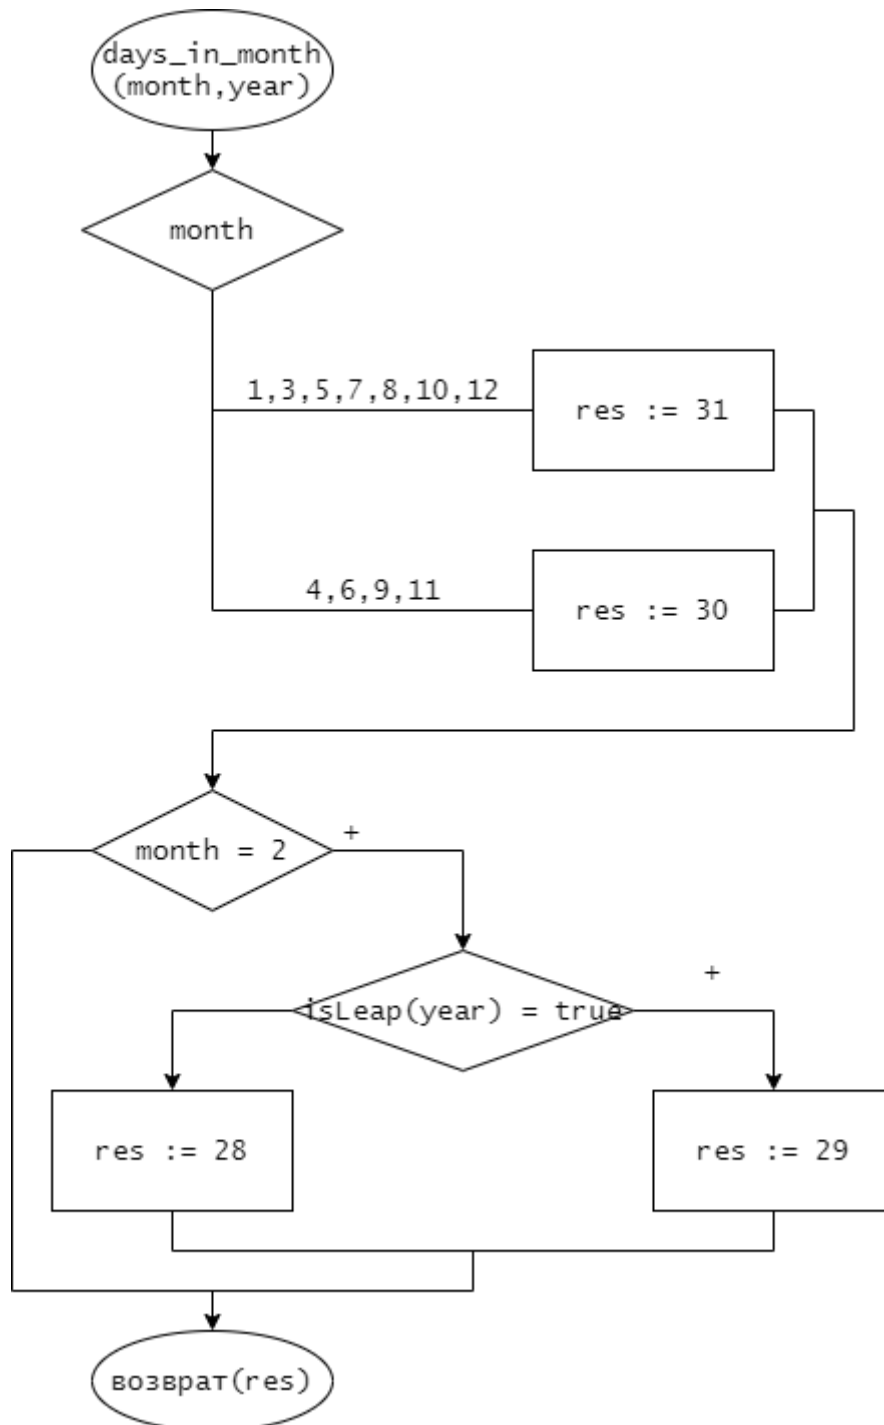 days_in_month
(month,year)
month
1,3,5,7,8,10,12
res := 31
4,6,9,11
res := 30
month = 2
+
isLeap(year) = true
+
res := 28
res := 29
возврат(res)